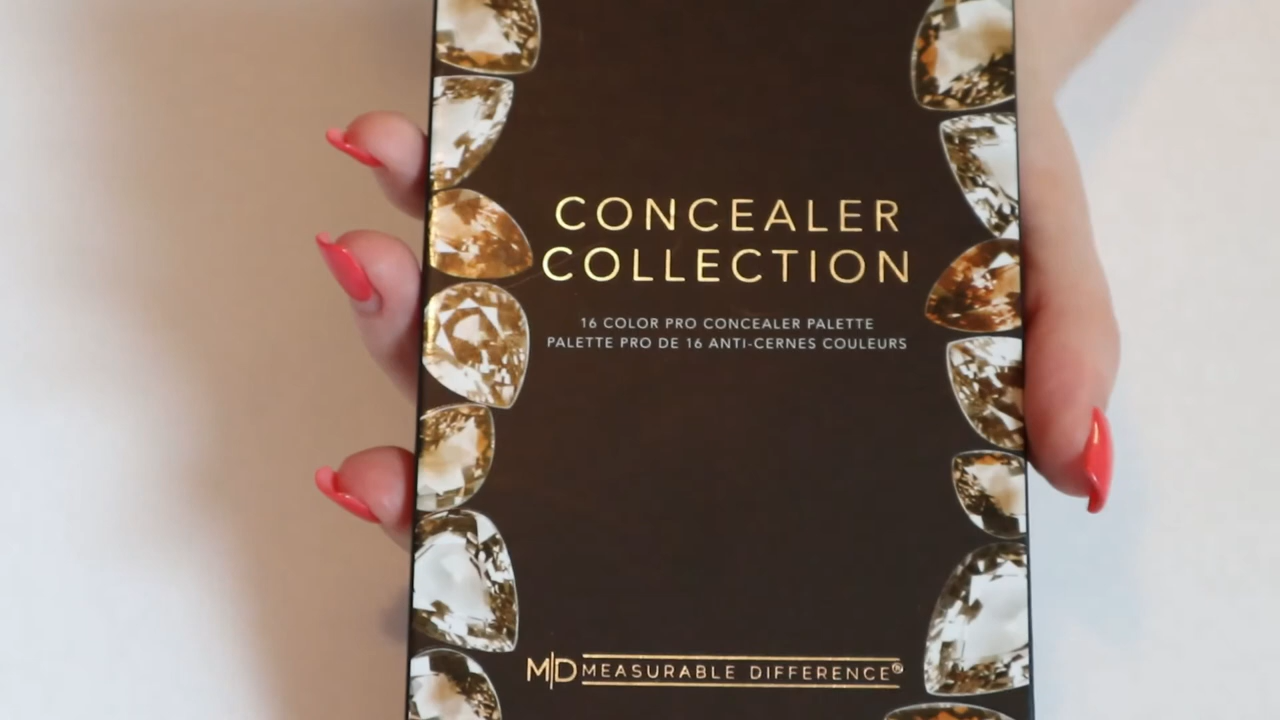 CONCEALER
COLLECTION
16 COLOR PRO CONCEALER PALETTE
PALETTE PRO DE 16 ANTI-CERNES COULEURS
M|D MEASURABLE DIFFERENCE®